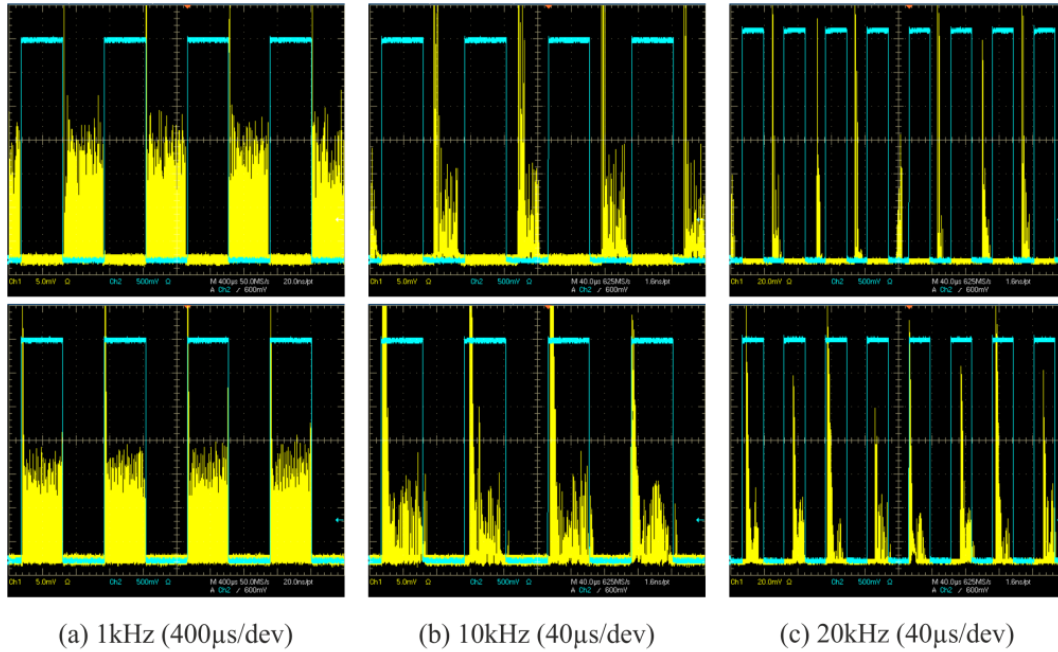 Ch1 5.0mV Ω Ch2 500mV Ω M 400µs 50.0MS/s 20.0ns/pt
A Ch2 ∕ 600mV
Ch1 5.0mV Ω Ch2 500mV M 40.0µs 625MS/s 1.6ns/pt
A Ch2 ∕ 600mV
Ch1 20.0mV Ω Ch2 500mV M 40.0µs 625MS/s 1.6ns/pt
A Ch2 ∕ 600mV
Ch1 5.0mV Ω Ch2 500mV Ω M 400µs 50.0MS/s 20.0ns/pt
A Ch2 ∕ 600mV
Ch1 5.0mV Ω Ch2 500mV M 40.0µs 625MS/s 1.6ns/pt
A Ch2 ∕ 600mV
Ch1 20.0mV Ω Ch2 500mV M 40.0µs 625MS/s 1.6ns/pt
A Ch2 ∕ 600mV
(a) 1kHz (400µs/dev)
(b) 10kHz (40µs/dev)
(c) 20kHz (40µs/dev)